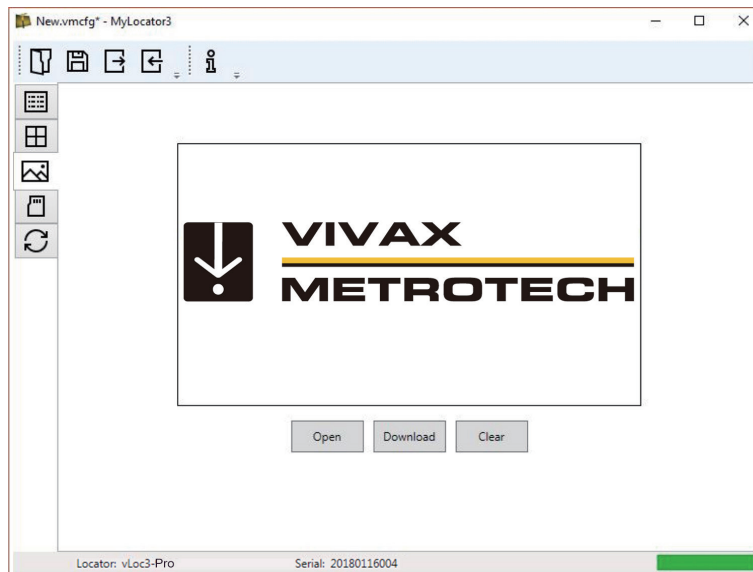 New.vmcfg* - MyLocator3
VIVAX
METROTECH
Open Download Clear
Locator: vLoc3-Pro Serial: 20180116004